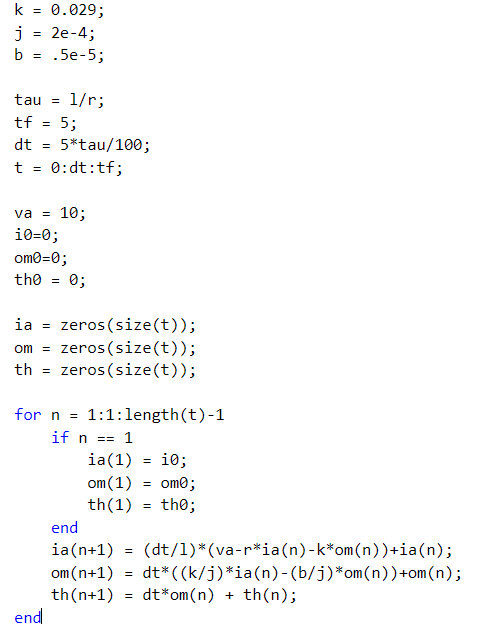 k = 0.029;
j = 2e-4;
b = .5e-5;
tau = l/r;
tf = 5;
dt = 5*tau/100;
t = 0:dt:tf;
va = 10;
i0=0;
om0=0;
th0 = 0;
ia = zeros(size(t));
om = zeros(size(t));
th = zeros(size(t));
for n = 1:1:length(t)-1
    if n == 1
        ia(1) = i0;
        om(1) = om0;
        th(1) = th0;
    end
    ia(n+1) = (dt/l)*(va-r*ia(n)-k*om(n))+ia(n);
    om(n+1) = dt*((k/j)*ia(n)-(b/j)*om(n))+om(n);
    th(n+1) = dt*om(n) + th(n);
end